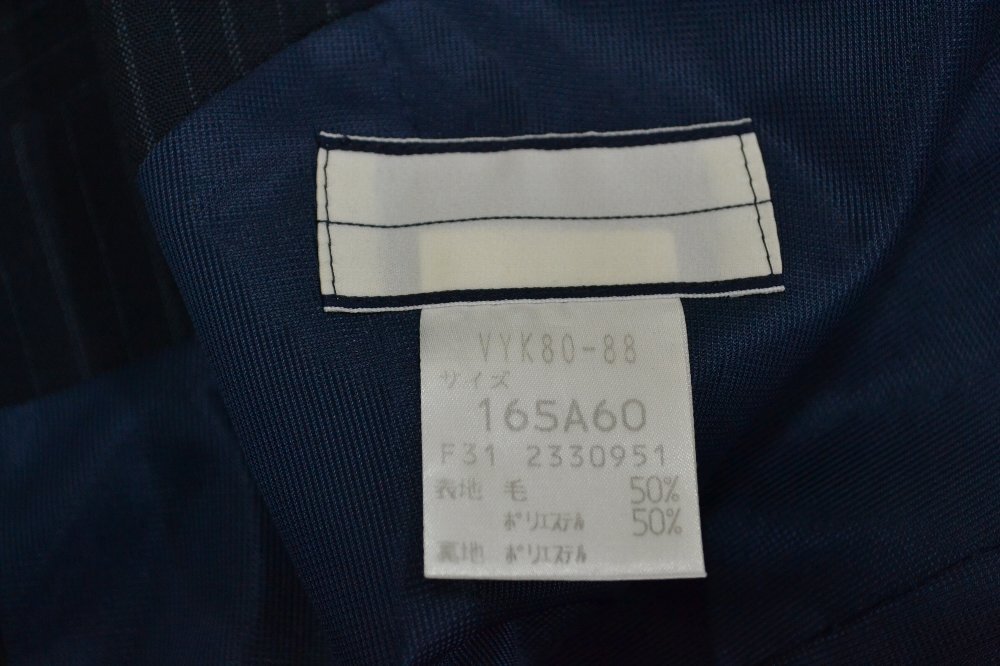 VYK80-88
サイズ
165A60
F31 2330951
表地 毛 50%
ポリエステル 50%
裏地 ポリエステル